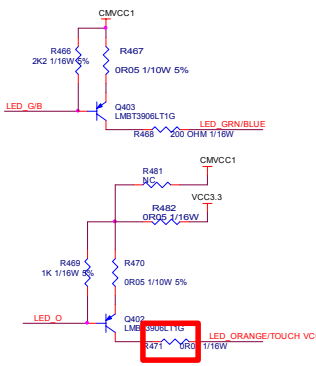 CMVCC1
R466
2K2 1/16W 5%
R467
0R05 1/10W 5%
LED_G/B
Q403
LMBT3906LT1G
LED_GRN/BLUE
R468
200 OHM 1/16W
CMVCC1
R481
NC
VCC3.3
R482
0R05 1/16W
R469
1K 1/16W 5%
R470
0R05 1/10W 5%
LED_O
Q402
LMBT3906LT1G
LED_ORANGE/TOUCH VC
R471
1/16W